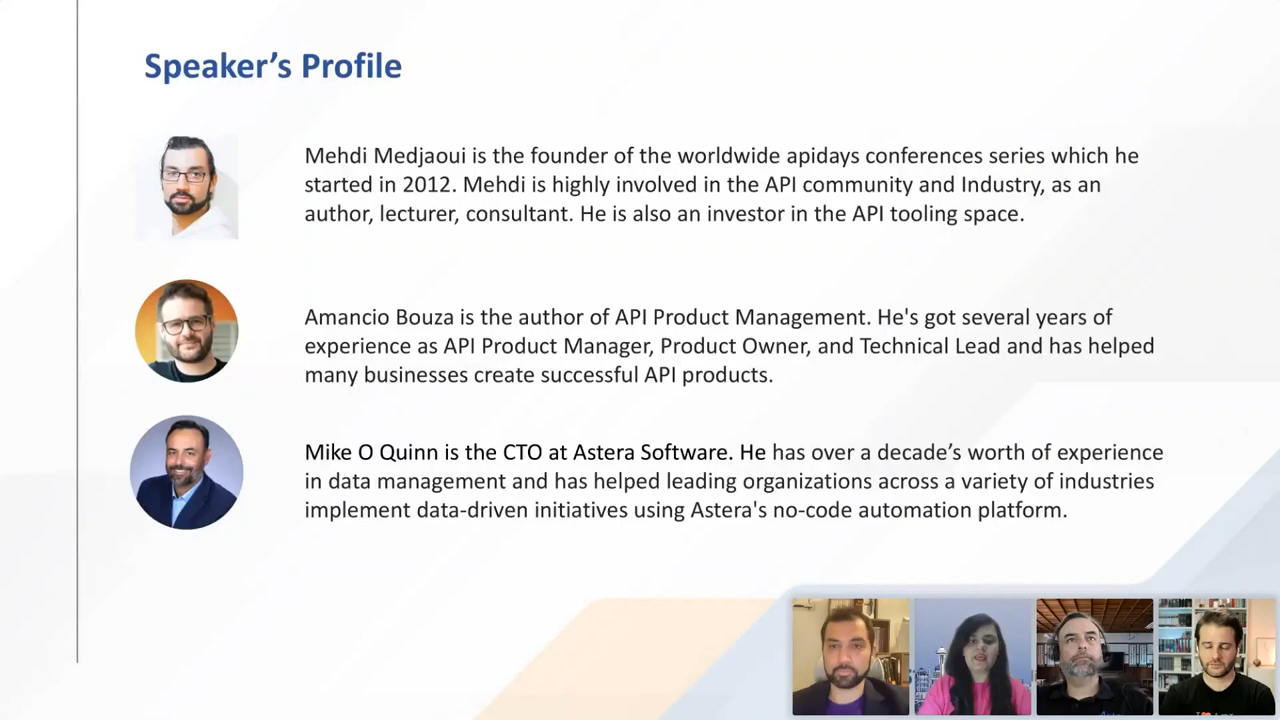 Speaker’s Profile
Mehdi Medjaoui is the founder of the worldwide apidays conferences series which he
started in 2012. Mehdi is highly involved in the API community and Industry, as an
author, lecturer, consultant. He is also an investor in the API tooling space.
Amancio Bouza is the author of API Product Management. He's got several years of
experience as API Product Manager, Product Owner, and Technical Lead and has helped
many businesses create successful API products.
Mike O Quinn is the CTO at Astera Software. He has over a decade’s worth of experience
in data management and has helped leading organizations across a variety of industries
implement data-driven initiatives using Astera's no-code automation platform.